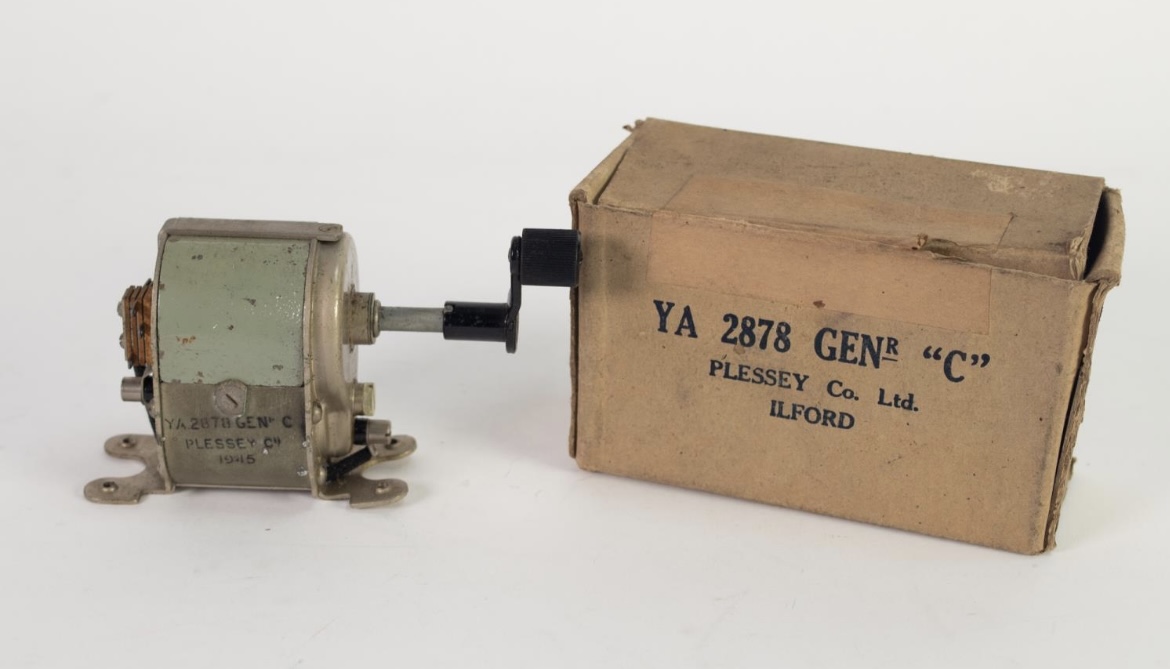 YA 2878 GENR "C"
PLESSEY Co. Ltd.
ILFORD
YA 2878 GENR C
PLESSEY Co
1945